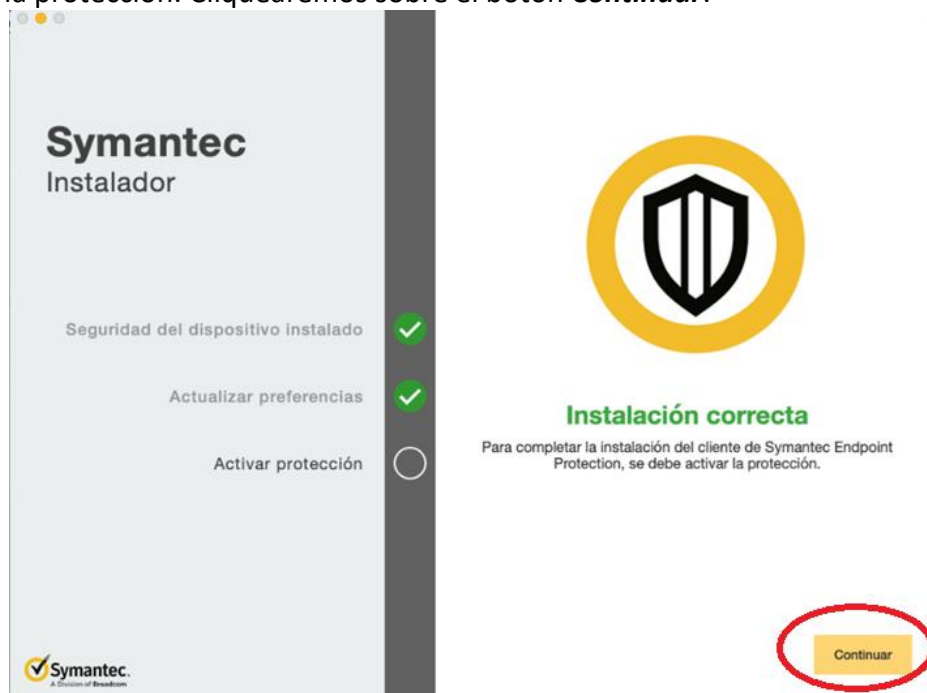 la protección. Cliquearemos sobre el botón Continuar.
Symantec
Instalador
Seguridad del dispositivo instalado
Actualizar preferencias
Activar protección
Instalación correcta
Para completar la instalación del cliente de Symantec Endpoint
Protection, se debe activar la protección.
Continuar
Symantec.
A Division of Broadcom